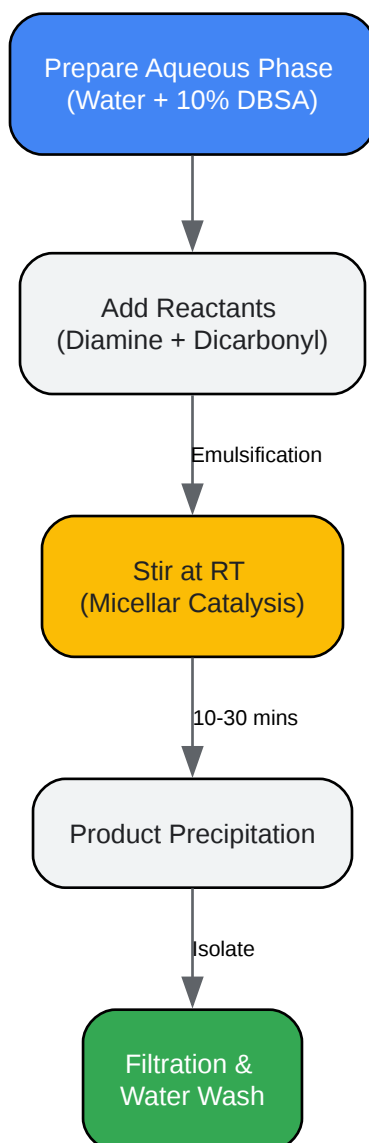 Prepare Aqueous Phase
(Water + 10% DBSA)
Add Reactants
(Diamine + Dicarbonyl)
Emulsification
Stir at RT
(Micellar Catalysis)
10-30 mins
Product Precipitation
Isolate
Filtration &
Water Wash